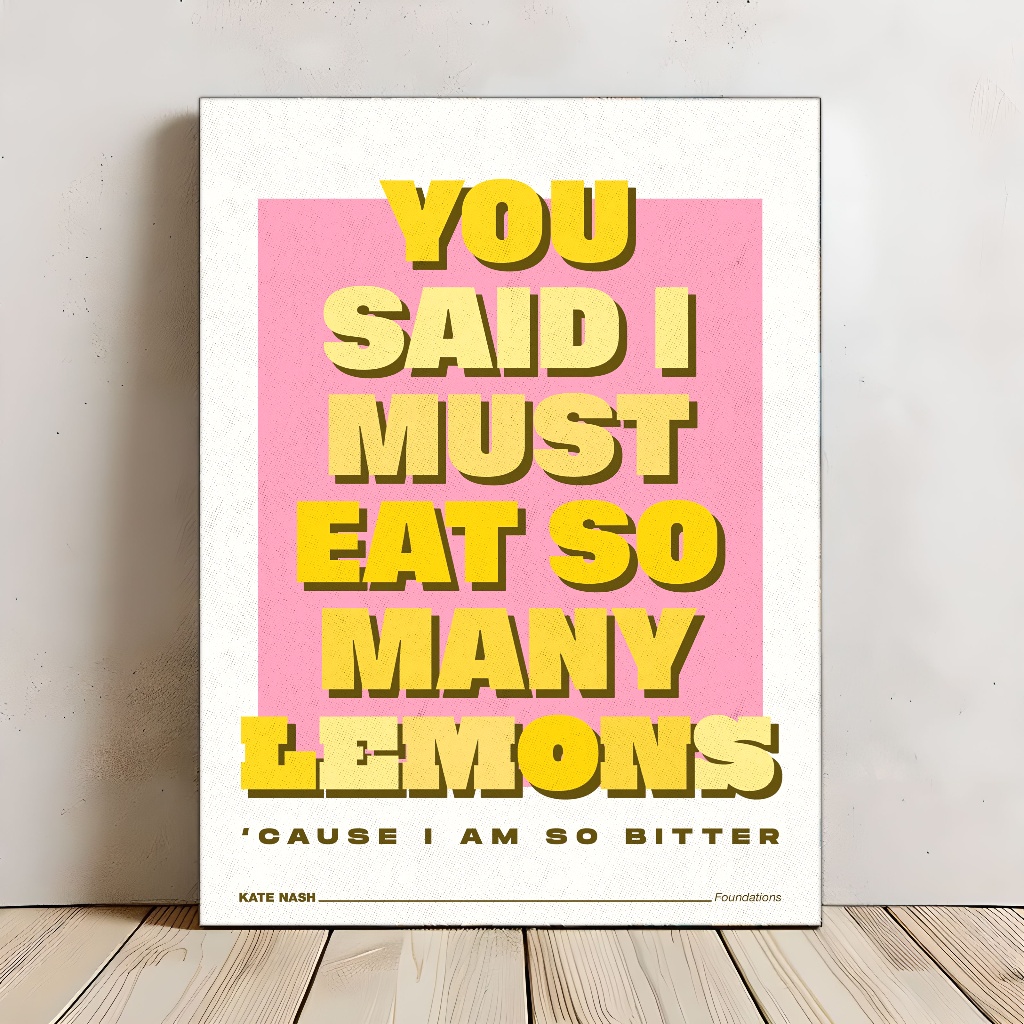 YOU
SAID I
MUST
EAT SO
MANY
LEMONS
‘CAUSE I AM SO BITTER
KATE NASH Foundations